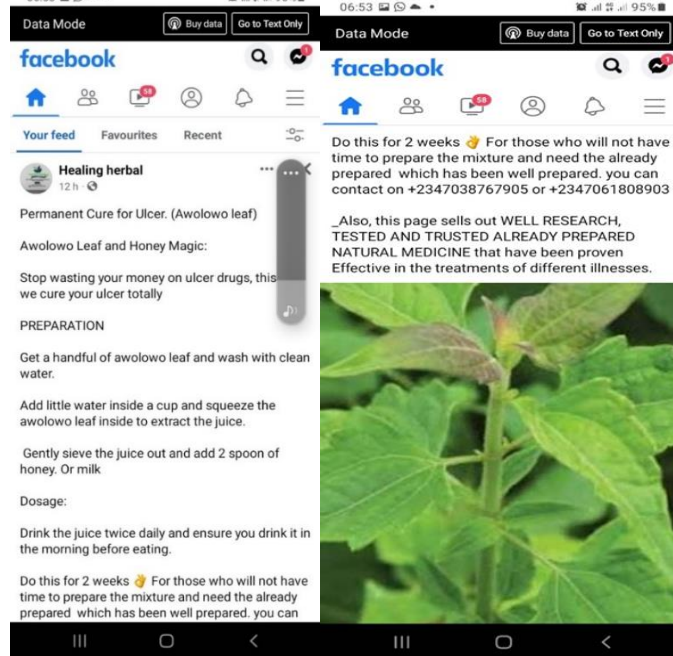 Data Mode
Buy data
Go to Text Only
facebook
1
58
Your feed
Favourites
Recent
Healing herbal
12 h
Permanent Cure for Ulcer. (Awolowo leaf)
Awolowo Leaf and Honey Magic:
Stop wasting your money on ulcer drugs, this
we cure your ulcer totally
PREPARATION
Get a handful of awolowo leaf and wash with clean
water.
Add little water inside a cup and squeeze the
awolowo leaf inside to extract the juice.
Gently sieve the juice out and add 2 spoon of
honey. Or milk
Dosage:
Drink the juice twice daily and ensure you drink it in
the morning before eating.
Do this for 2 weeks 👌 For those who will not have
time to prepare the mixture and need the already
prepared which has been well prepared. you can
06:53
95%
Data Mode
Buy data
Go to Text Only
facebook
1
58
Do this for 2 weeks 👌 For those who will not have
time to prepare the mixture and need the already
prepared which has been well prepared. you can
contact on +2347038767905 or +2347061808903
_Also, this page sells out WELL RESEARCH,
TESTED AND TRUSTED ALREADY PREPARED
NATURAL MEDICINE that have been proven
Effective in the treatments of different illnesses.